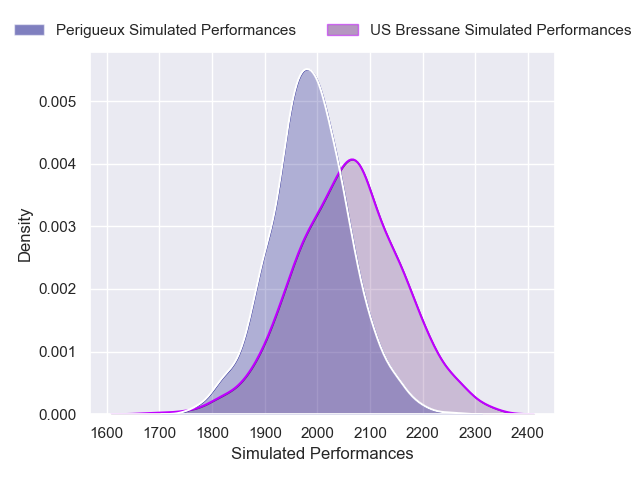 Perigueux Simulated Performances
US Bressane Simulated Performances
0.005
0.004
0.003
0.002
0.001
0.000
Density
1600 1700 1800 1900 2000 2100 2200 2300 2400
Simulated Performances